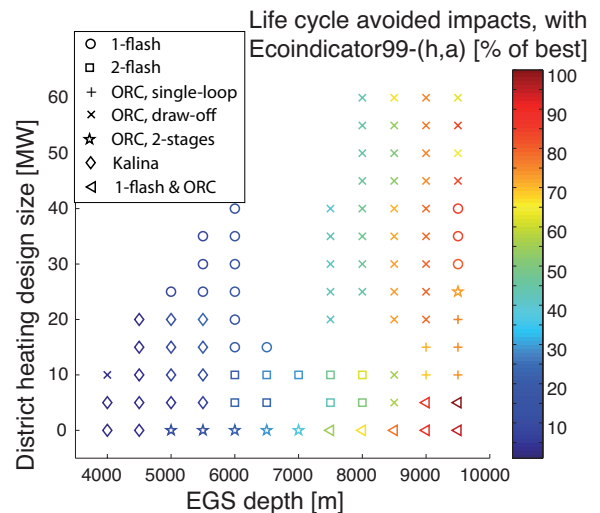 Life cycle avoided impacts, with
Ecoindicator99-(h,a) [% of best]
1-flash
2-flash
ORC, single-loop
ORC, draw-off
ORC, 2-stages
Kalina
1-flash & ORC
District heating design size [MW]
60
50
40
30
20
10
0
4000 5000 6000 7000 8000 9000 10000
EGS depth [m]
100
90
80
70
60
50
40
30
20
10